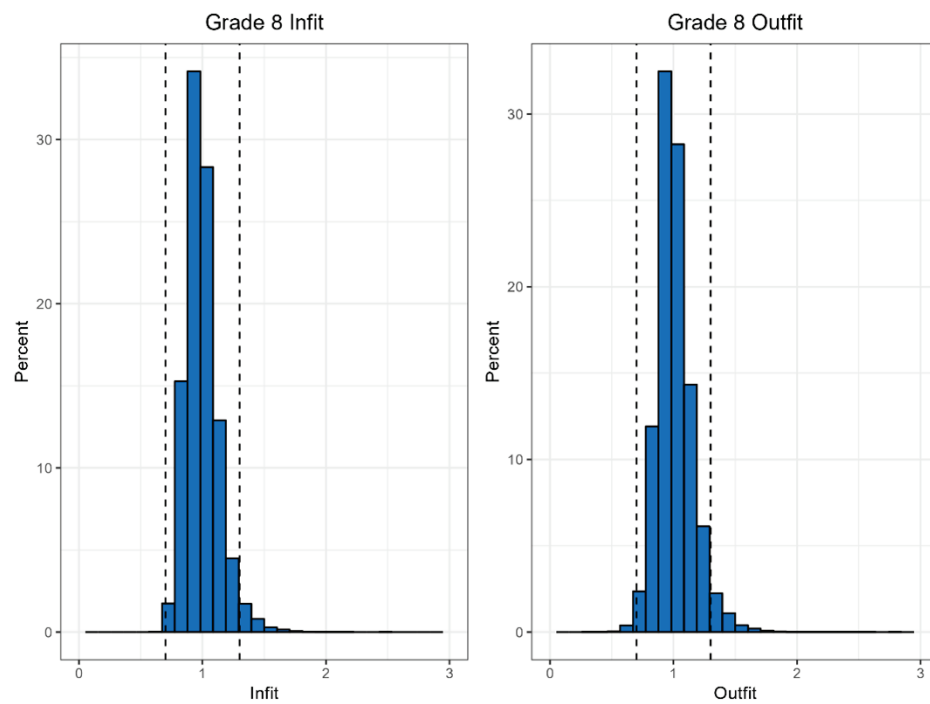 Grade 8 Infit
30
20
10
0
Percent
0 1 2 3
Infit
Grade 8 Outfit
30
20
10
0
Percent
0 1 2 3
Outfit